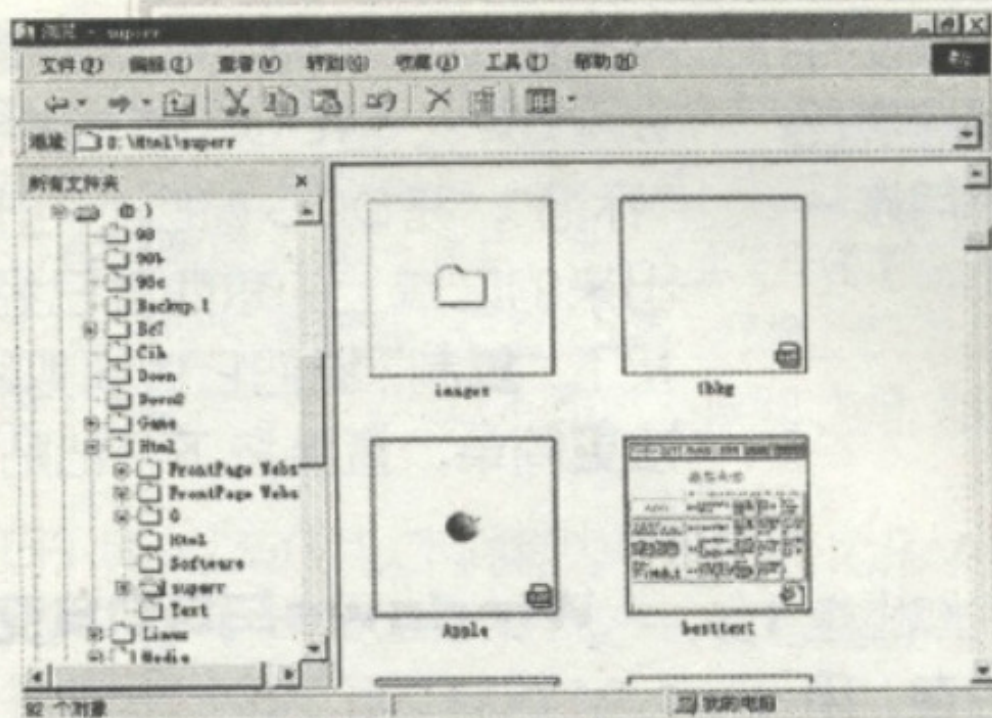 浏览 - superr
文件(F) 编辑(E) 查看(V) 转到(G) 收藏(A) 工具(T) 帮助(H)
地址 D:\Html\superr
所有文件夹 ×
(D:)
98
98b
98c
Backup.1
Cih
Down
Down2
Game
Html
FrontPage Webs
FrontPage Webs
G
Html
Software
superr
Text
Linux
Media
images
1bkg
Apple
besttext
92 个对象
我的电脑